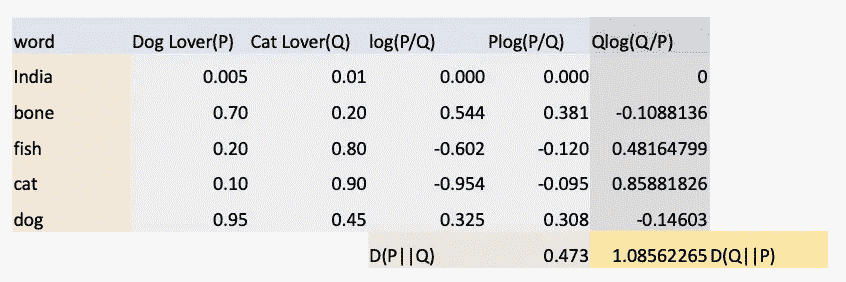 word Dog Lover(P) Cat Lover(Q) log(P/Q) Plog(P/Q) Qlog(Q/P)
India 0.005 0.01 0.000 0.000 0
bone 0.70 0.20 0.544 0.381 -0.1088136
fish 0.20 0.80 -0.602 -0.120 0.48164799
cat 0.10 0.90 -0.954 -0.095 0.85881826
dog 0.95 0.45 0.325 0.308 -0.14603
D(P||Q) 0.473 1.08562265 D(Q||P)